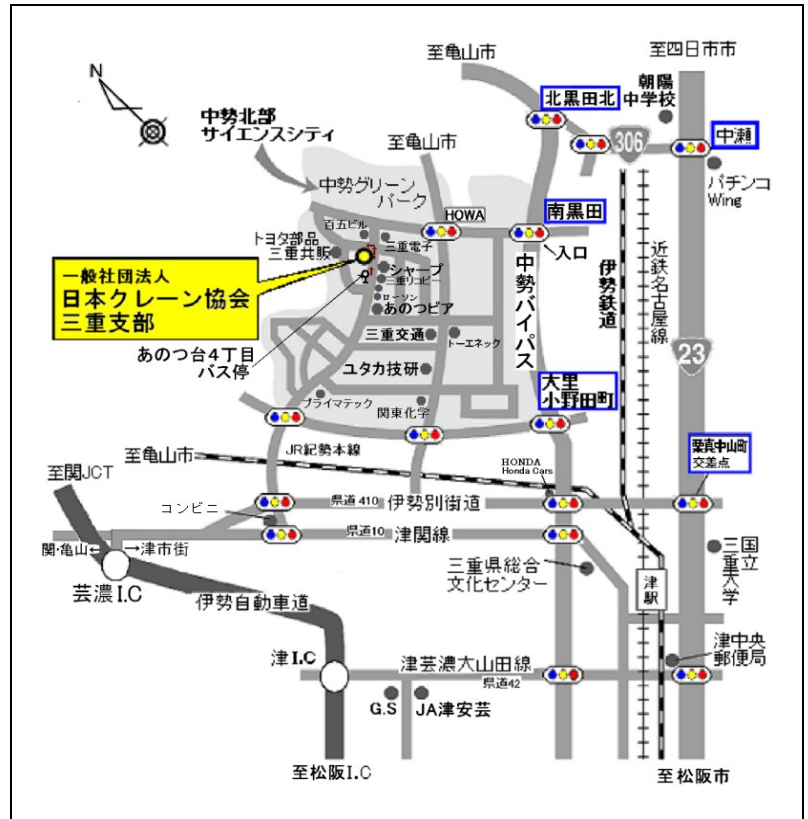 至亀山市
至四日市市
N
朝陽
中学校
北黒田北
306
中瀬
中勢北部
サイエンスシティ
至亀山市
パチンコ
Wing
中勢グリーン
パーク
HOWA
南黒田
百五ビル
三重電子
入口
トヨタ部品
三重共販
一般社団法人
日本クレーン協会
三重支部
シャープ
三重リコピー
ローソン
あのつピア
中勢バイパス
伊勢鉄道
近鉄名古屋線
23
あのつ台4丁目
バス停
三重交通
トーエネック
ユタカ技研
大里
小野田町
プライマテック
関東化学
栗真中山町
交差点
JR紀勢本線
至亀山市
HONDA
Honda Cars
至関JCT
コンビニ
県道410
伊勢別街道
県道10
津関線
関・亀山←
→津市街
芸濃I.C
三重県総合
文化センター
三重大学
国立
津駅
伊勢自動車道
津中央
郵便局
津I.C
津芸濃大山田線
県道42
G.S
JA津安芸
至松阪I.C
至松阪市